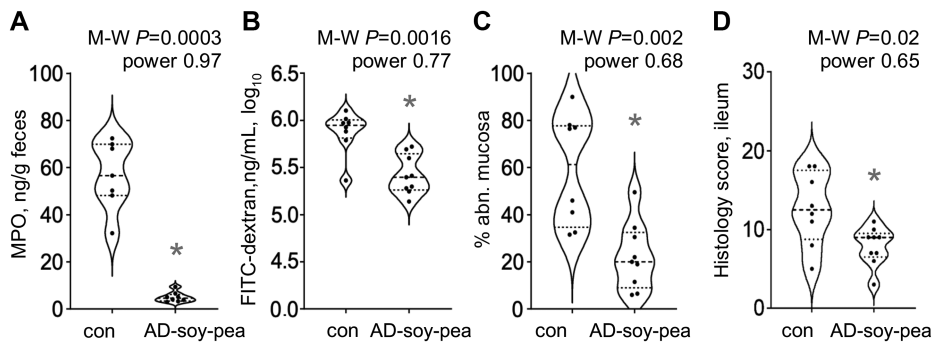 A
M-W P=0.0003
power 0.97
MPO, ng/g feces
100
80
60
40
20
0
con
AD-soy-pea
*
B
M-W P=0.0016
power 0.77
FITC-dextran,ng/mL, log10
6.5
6.0
5.5
5.0
4.5
0.0
con
AD-soy-pea
*
C
M-W P=0.002
power 0.68
% abn. mucosa
100
80
60
40
20
0
con
AD-soy-pea
*
D
M-W P=0.02
power 0.65
Histology score, ileum
30
20
10
0
con
AD-soy-pea
*